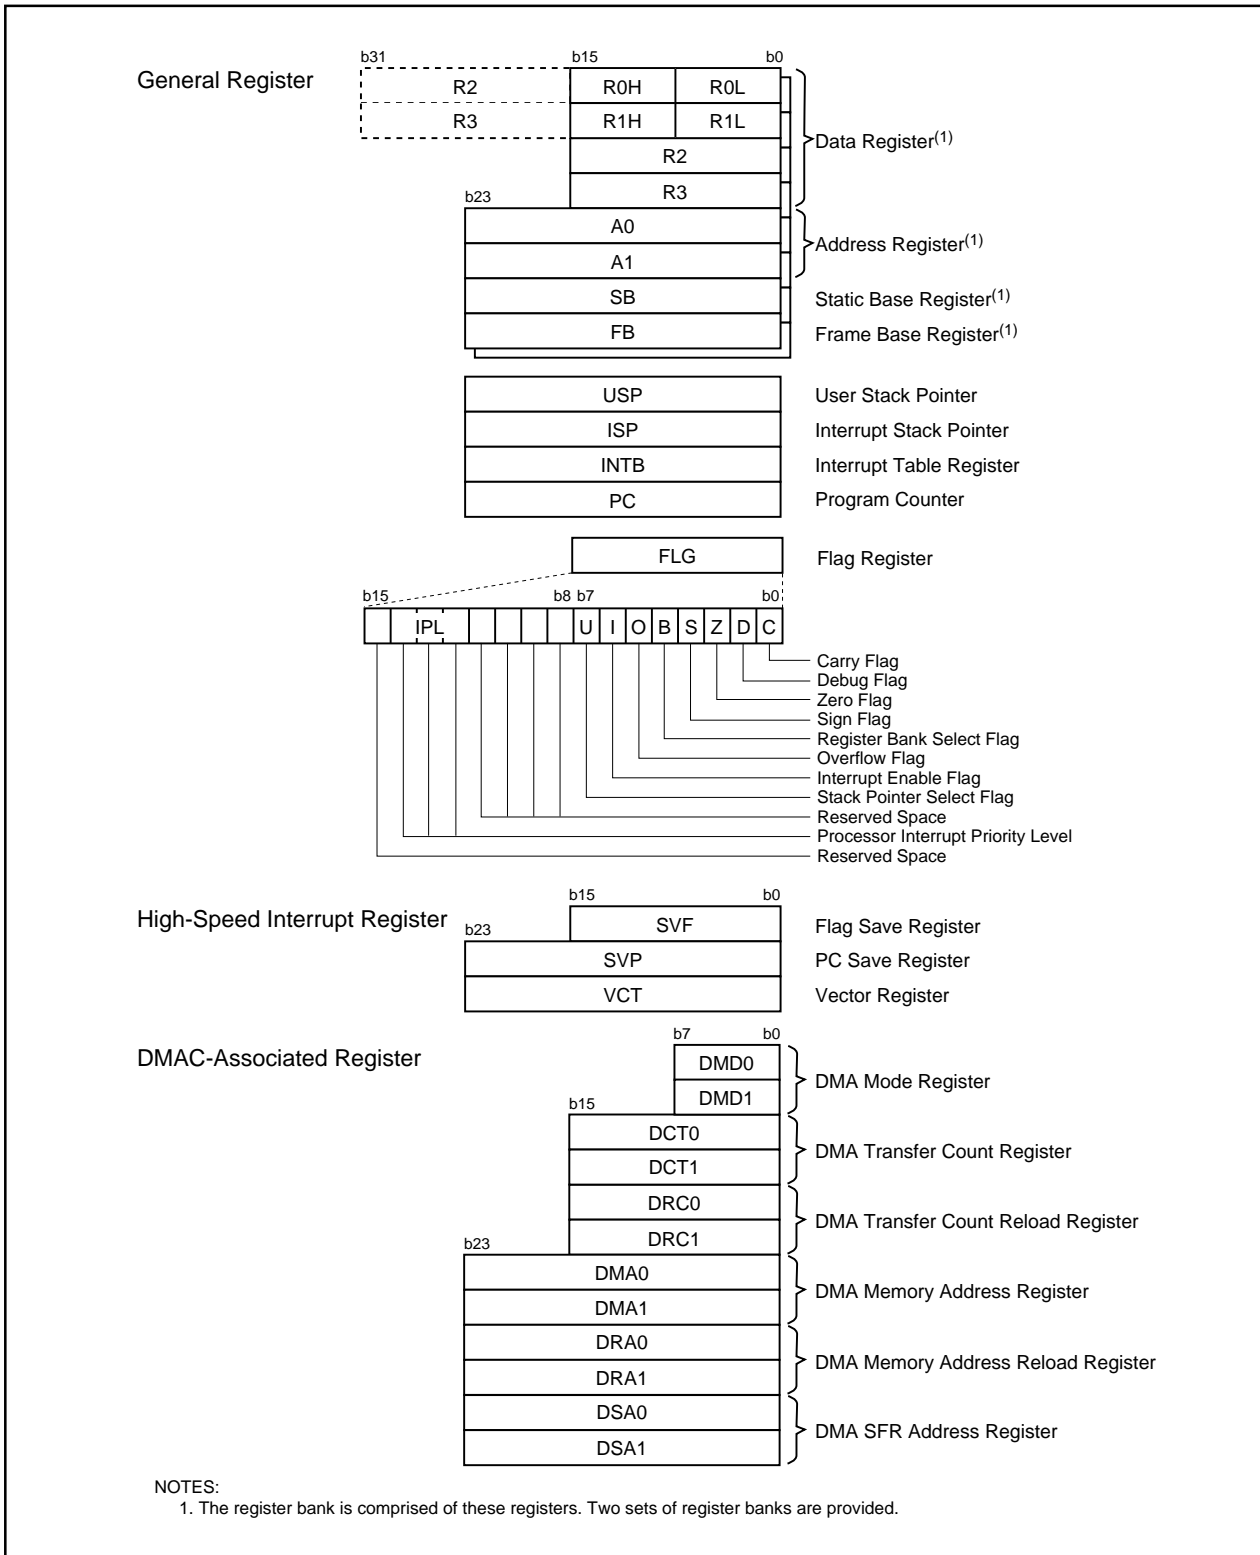 b31 b15 b0
General Register R2 R0H R0L
R3 R1H R1L
Data Register(1)
R2
R3
b23
A0
Address Register(1)
A1
SB Static Base Register(1)
FB Frame Base Register(1)
USP User Stack Pointer
ISP Interrupt Stack Pointer
INTB Interrupt Table Register
PC Program Counter
FLG Flag Register
b15 b8 b7 b0
IPL U I O B S Z D C
Carry Flag
Debug Flag
Zero Flag
Sign Flag
Register Bank Select Flag
Overflow Flag
Interrupt Enable Flag
Stack Pointer Select Flag
Reserved Space
Processor Interrupt Priority Level
Reserved Space
b15 b0
High-Speed Interrupt Register SVF Flag Save Register
b23
SVP PC Save Register
VCT Vector Register
b7 b0
DMAC-Associated Register DMD0
DMA Mode Register
DMD1
b15
DCT0
DMA Transfer Count Register
DCT1
DRC0
DMA Transfer Count Reload Register
DRC1
b23
DMA0
DMA Memory Address Register
DMA1
DRA0
DMA Memory Address Reload Register
DRA1
DSA0
DMA SFR Address Register
DSA1
NOTES:
1. The register bank is comprised of these registers. Two sets of register banks are provided.